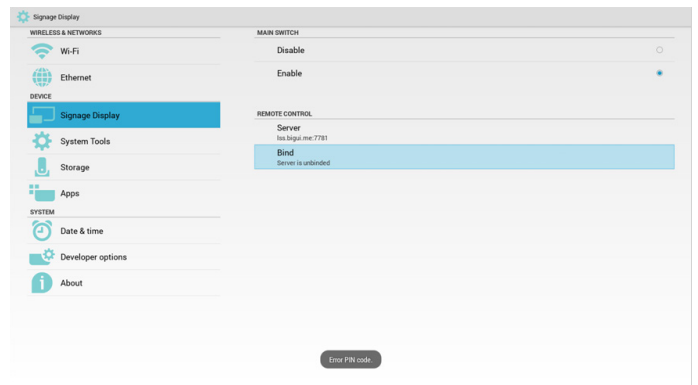 Signage Display
WIRELESS & NETWORKS
Wi-Fi
Ethernet
DEVICE
Signage Display
System Tools
Storage
Apps
SYSTEM
Date & time
Developer options
About
MAIN SWITCH
Disable
Enable
REMOTE CONTROL
Server
lss.bigui.me:7781
Bind
Server is unbinded
Error PIN code.